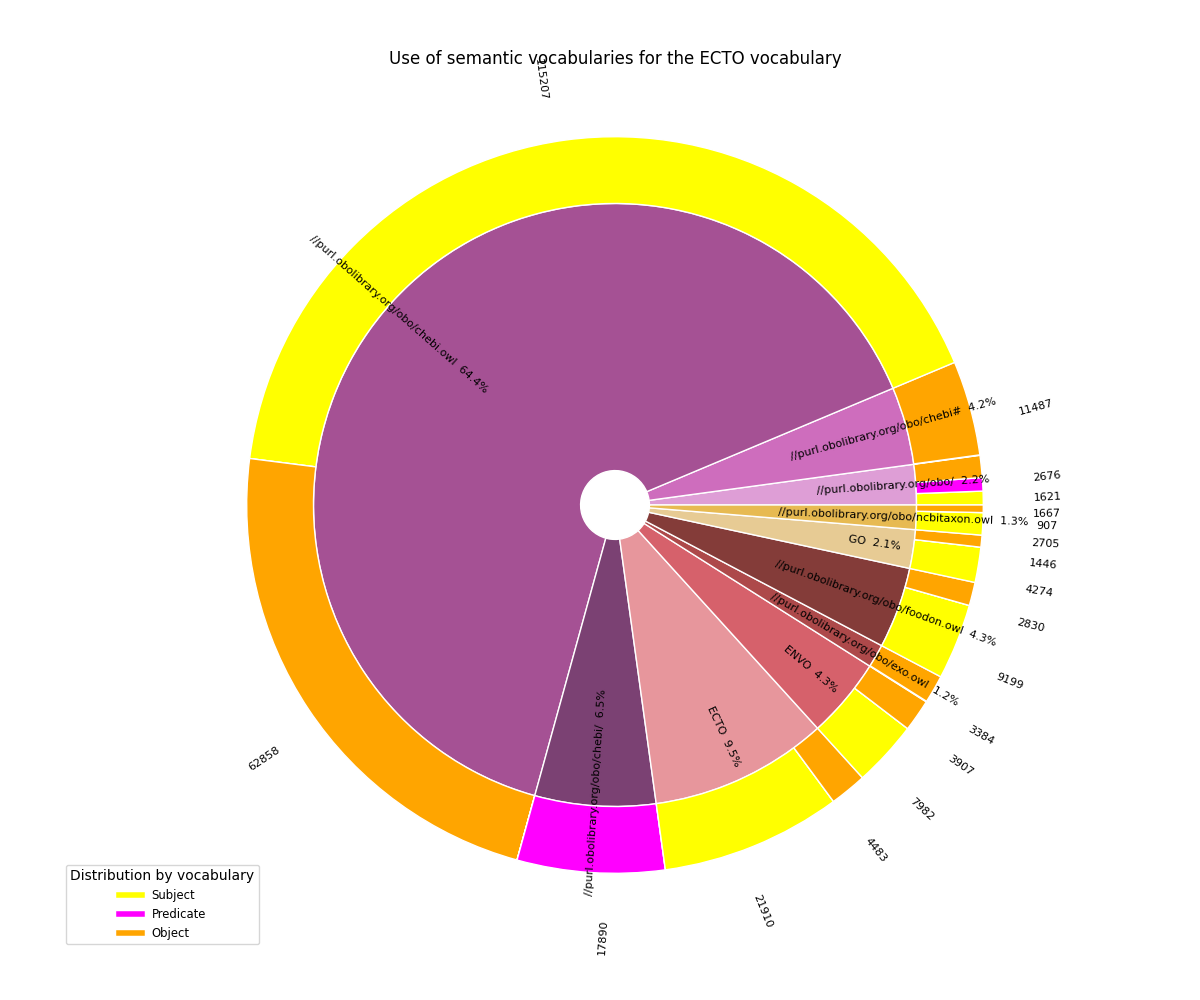 Use of semantic vocabularies for the ECTO vocabulary
115207
//purl.obolibrary.org/obo/chebi.owl 64.4%
//purl.obolibrary.org/obo/chebi# 4.2%
11487
//purl.obolibrary.org/obo/ 2.2%
2676
1621
1667
//purl.obolibrary.org/obo/ncbitaxon.owl 1.3%
907
2705
GO 2.1%
1446
4274
//purl.obolibrary.org/obo/foodon.owl 4.3%
2830
9199
//purl.obolibrary.org/obo/exo.owl 1.2%
3384
ENVO 4.3%
3907
7982
ECTO 9.5%
4483
21910
//purl.obolibrary.org/obo/chebi/ 6.5%
17890
62858
Distribution by vocabulary
Subject
Predicate
Object